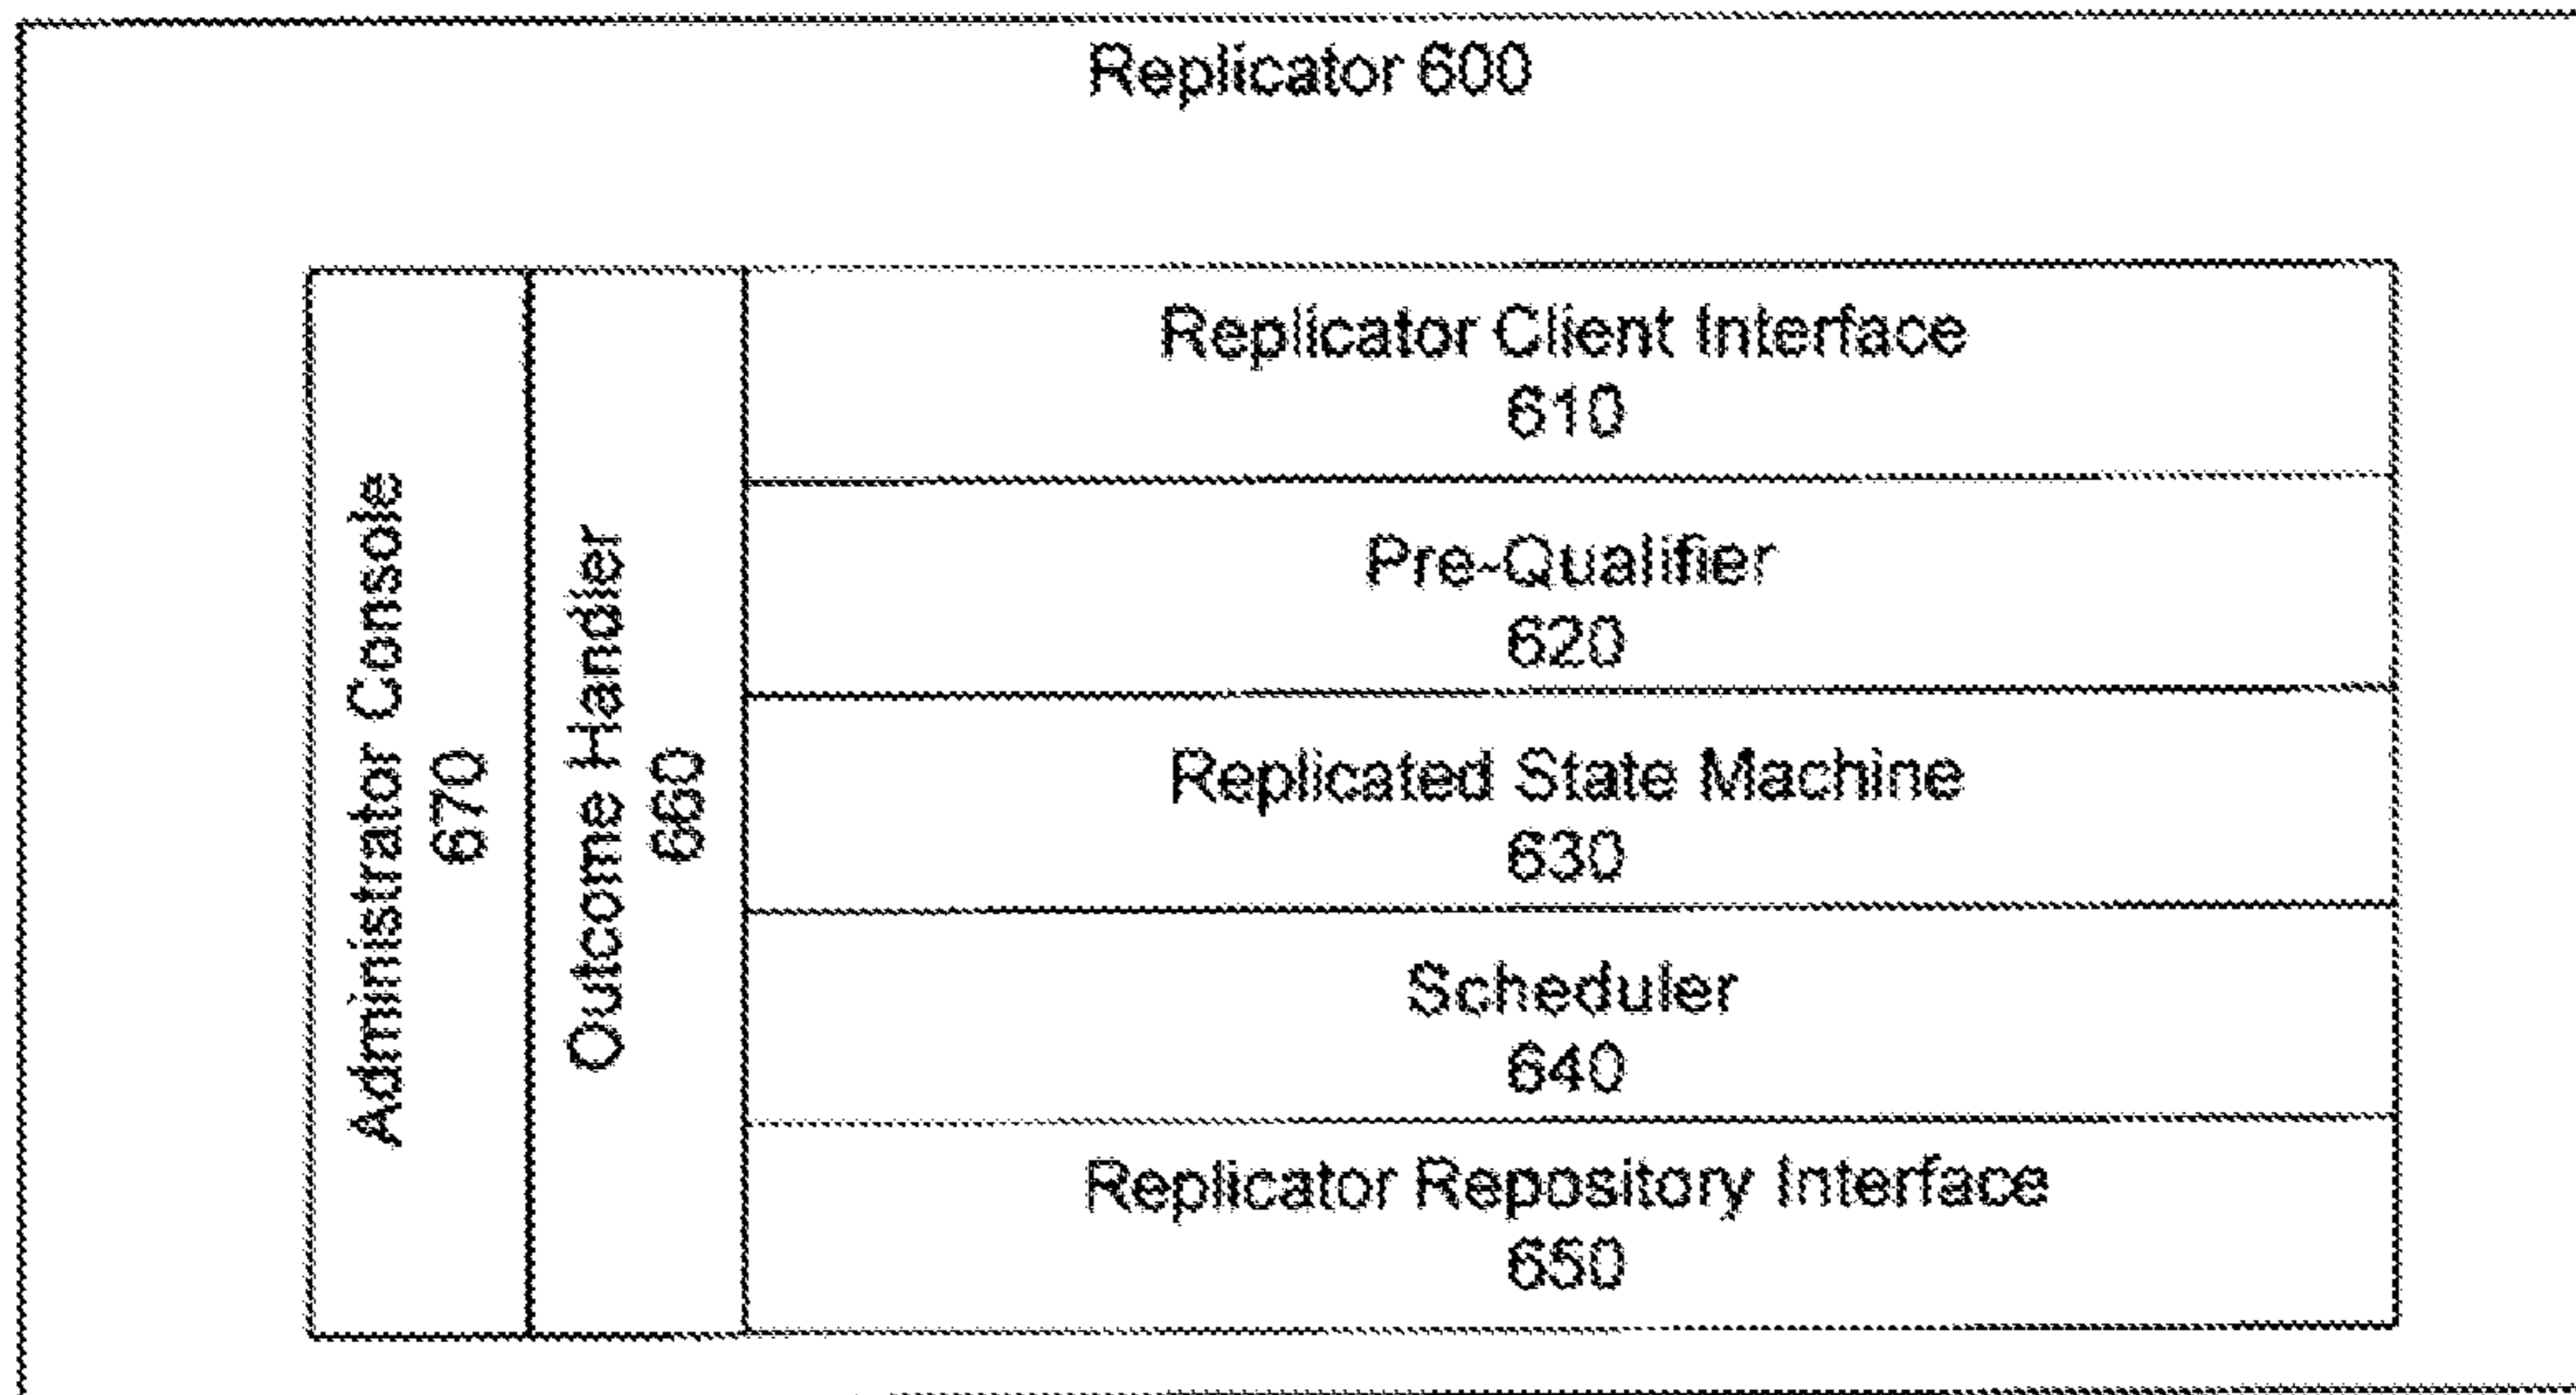 Replicator 600
Administrator Console
670
Outcome Handler
660
Replicator Client Interface
610
Pre-Qualifier
620
Replicated State Machine
630
Scheduler
640
Replicator Repository Interface
650